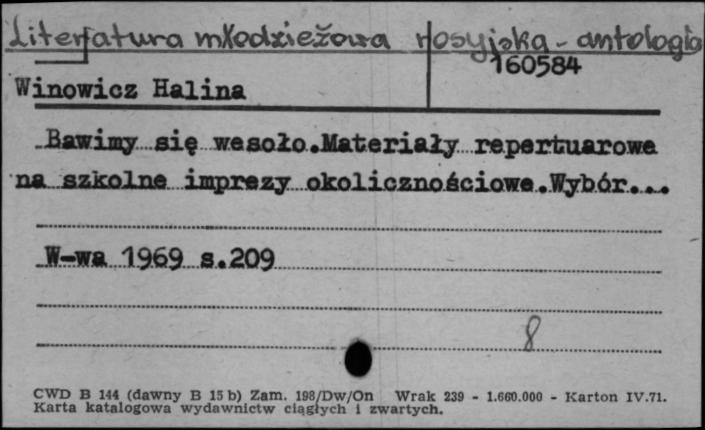 Literatura młodzieżowa rosyjska - antologia
160584
Winowicz Halina
Bawimy się wesoło.Materiały repertuarowe
na szkolne imprezy okolicznościowe.Wybór...
W-wa 1969 s.209
8
CWD B 144 (dawny B 15 b) Zam. 198/Dw/On Wrak 239 - 1.660.000 - Karton IV.71.
Karta katalogowa wydawnictw ciągłych i zwartych.